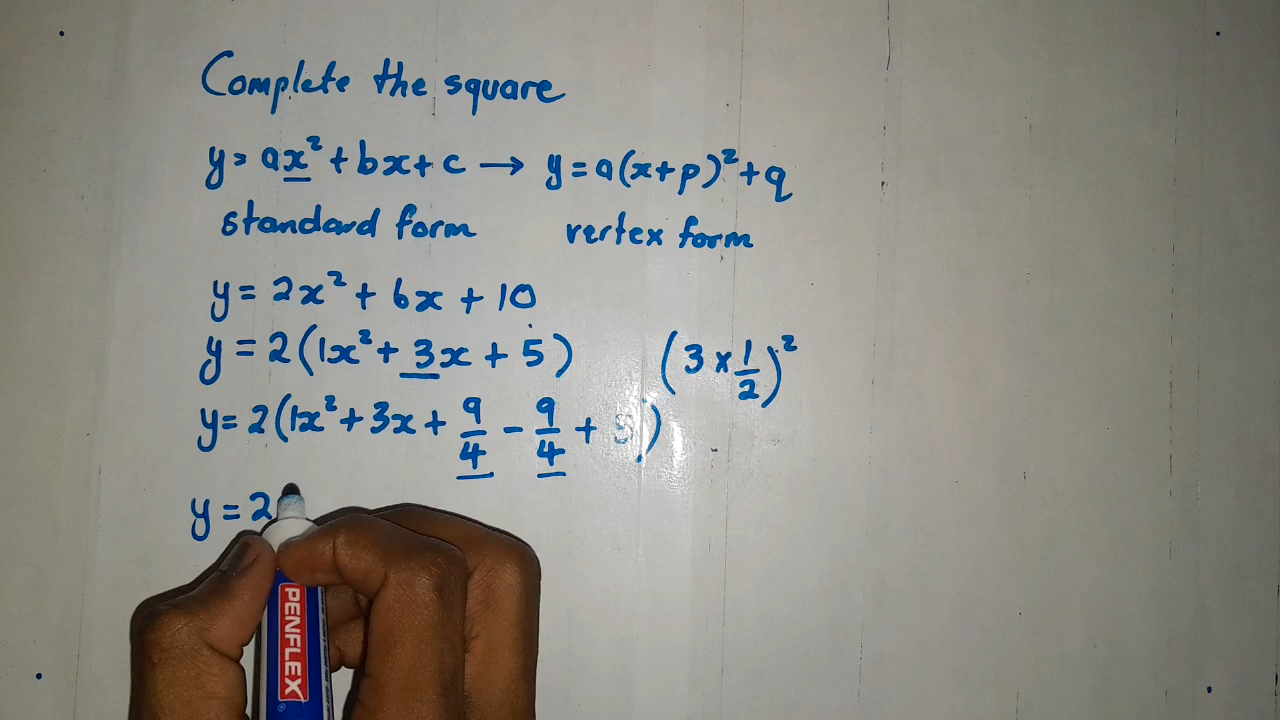 Complete the square
y = ax² + bx + c → y = a(x+p)² + q
standard form vertex form
y = 2x² + 6x + 10
y = 2(1x² + 3x + 5) (3 × 1/2)²
y = 2(1x² + 3x + 9/4 - 9/4 + 5)
y = 2
PENFLEX